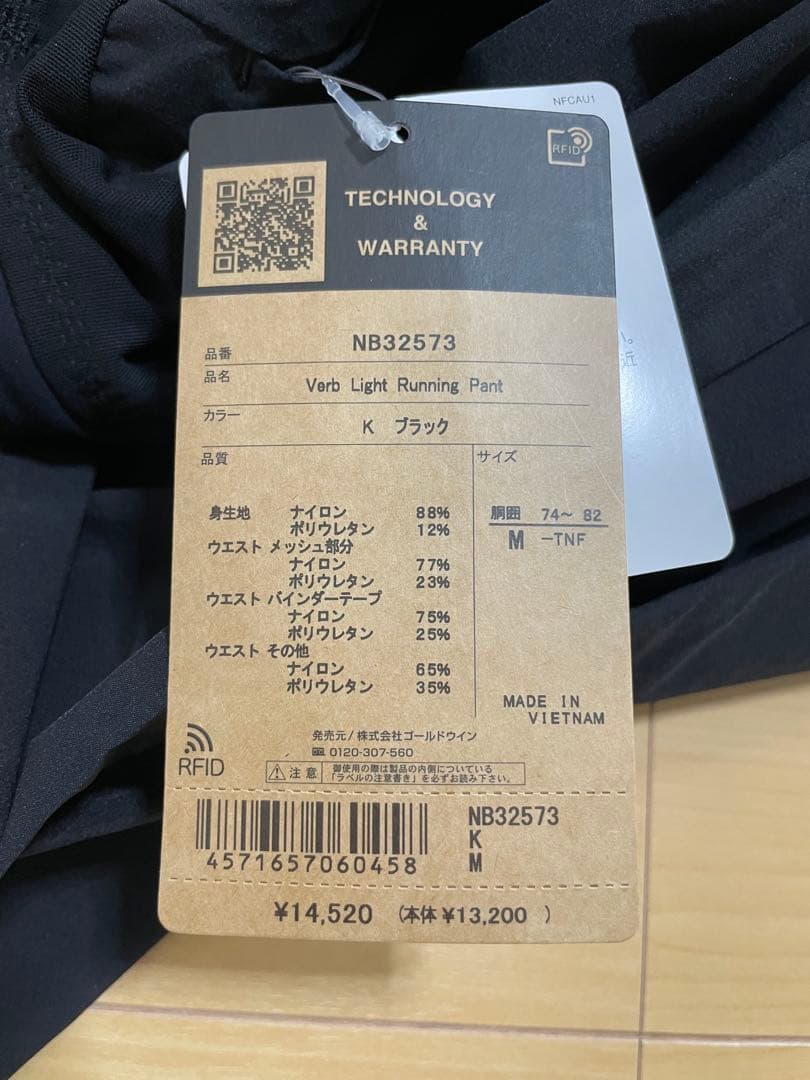 NFCAU1
RFID
TECHNOLOGY
&
WARRANTY
品番 NB32573
品名 Verb Light Running Pant
カラー K ブラック
品質
サイズ
身生地 ナイロン 88%
ポリウレタン 12%
ウエスト メッシュ部分
ナイロン 77%
ポリウレタン 23%
ウエスト バインダーテープ
ナイロン 75%
ポリウレタン 25%
ウエスト その他
ナイロン 65%
ポリウレタン 35%
胴囲 74~ 82
M -TNF
MADE IN
VIETNAM
RFID
発売元/株式会社ゴールドウイン
0120-307-560
注意 御使用の際は製品の内側についている
「ラベルの注意書き」を必ずお読み下さい。
4571657060458
NB32573
K
M
¥14,520 (本体¥13,200 )
い。
近